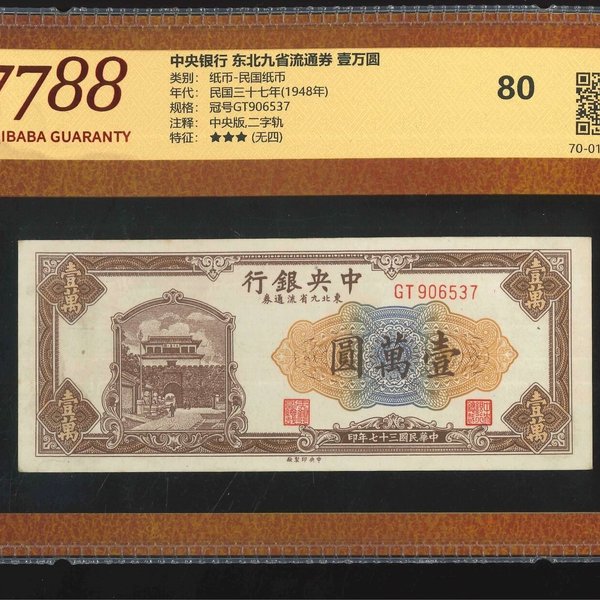 7788
IBABA GUARANTY
中央银行 东北九省流通券 壹万圆
类别： 纸币-民国纸币
年代： 民国三十七年(1948年)
规格： 冠号GT906537
注释： 中央版,二字轨
特征： ★★★ (无四)
80
70-01
壹萬
壹萬
行銀央中
券通流省九北東
GT 906537
圓萬壹
壹萬
壹萬
印年七十三國民華中
廠製印央中